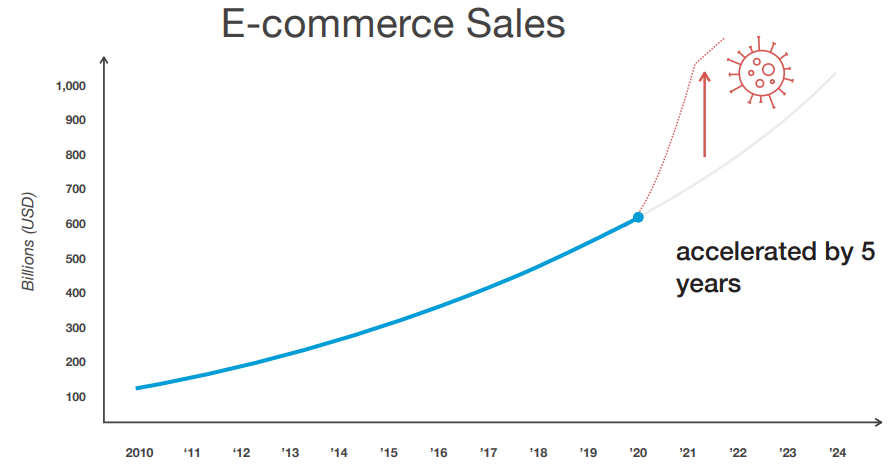 E-commerce Sales
1,000
900
800
700
600
500
400
300
200
100
Billions (USD)
accelerated by 5
years
2010 ‘11 ‘12 ’13 ’14 ’15 ’16 ’17 ’18 ’19 ’20 ’21 ’22 ’23 ’24